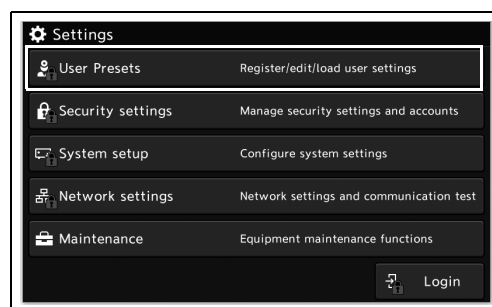 Settings
User Presets Register/edit/load user settings
Security settings Manage security settings and accounts
System setup Configure system settings
Network settings Network settings and communication test
Maintenance Equipment maintenance functions
Login